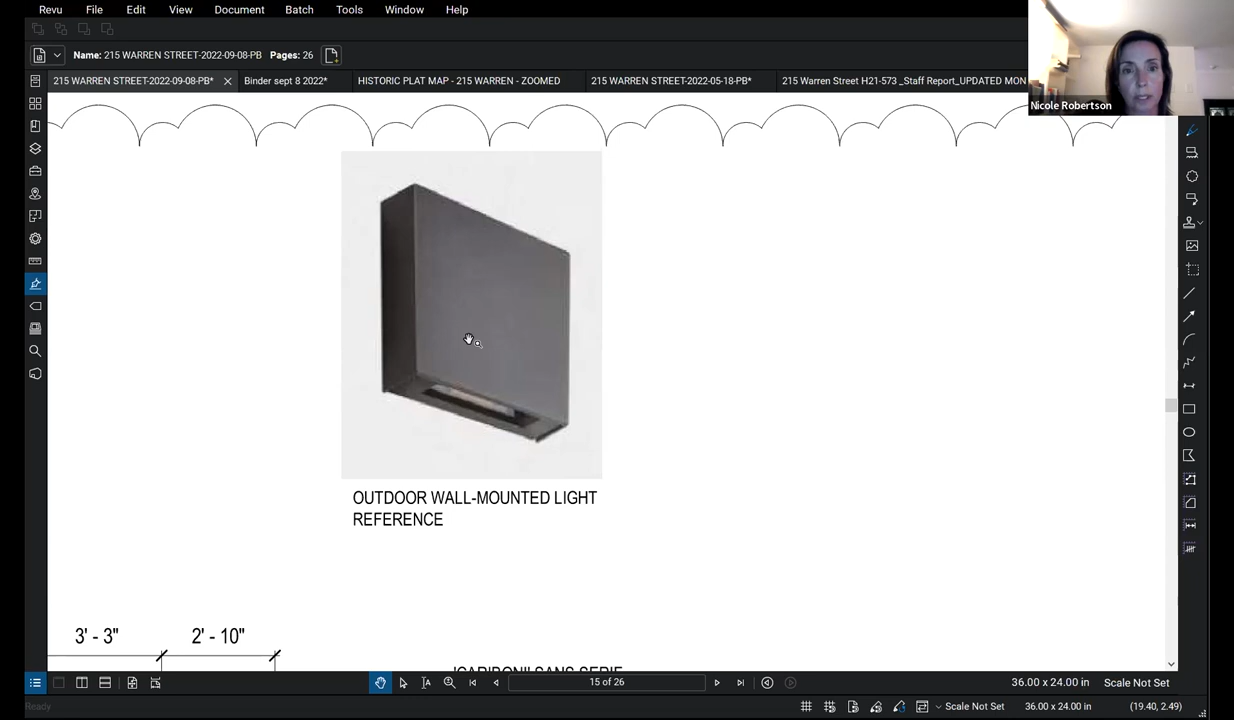 Revu File Edit View Document Batch Tools Window Help
Name: 215 WARREN STREET-2022-09-08-PB Pages: 26
215 WARREN STREET-2022-09-08-PB* Binder sept 8 2022* HISTORIC PLAT MAP - 215 WARREN - ZOOMED 215 WARREN STREET-2022-05-18-PB* 215 Warren Street H21-573 _Staff Report_UPDATED MON
Nicole Robertson
OUTDOOR WALL-MOUNTED LIGHT
REFERENCE
3' - 3" 2' - 10"
15 of 26 36.00 x 24.00 in Scale Not Set
Ready Scale Not Set 36.00 x 24.00 in (19.40, 2.49)